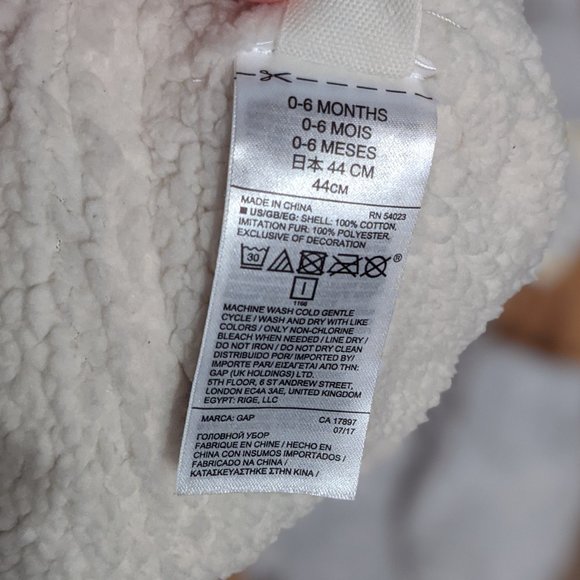 0-6 MONTHS
0-6 MOIS
0-6 MESES
日本 44 CM
44CM
MADE IN CHINA RN 54023
US/GB/EG: SHELL: 100% COTTON,
IMITATION FUR: 100% POLYESTER,
EXCLUSIVE OF DECORATION
30 ®
I
1166
MACHINE WASH COLD GENTLE
CYCLE / WASH AND DRY WITH LIKE
COLORS / ONLY NON-CHLORINE
BLEACH WHEN NEEDED / LINE DRY /
DO NOT IRON / DO NOT DRY CLEAN
DISTRIBUIDO POR/ IMPORTED BY/
IMPORTE PAR/ ΕΙΣΑΓΕΤΑΙ ΑΠΟ ΤΗΝ:
GAP (UK HOLDINGS) LTD.
5TH FLOOR, 6 ST ANDREW STREET,
LONDON EC4A 3AE, UNITED KINGDOM
EGYPT: RIGE, LLC
MARCA: GAP CA 17897
07/17
ГОЛОВНОЙ УБОР
FABRIQUE EN CHINE / HECHO EN
CHINA CON INSUMOS IMPORTADOS /
FABRICADO NA CHINA /
ΚΑΤΑΣΚΕΥΑΣΤΗΚΕ ΣΤΗΝ ΚΙΝΑ /